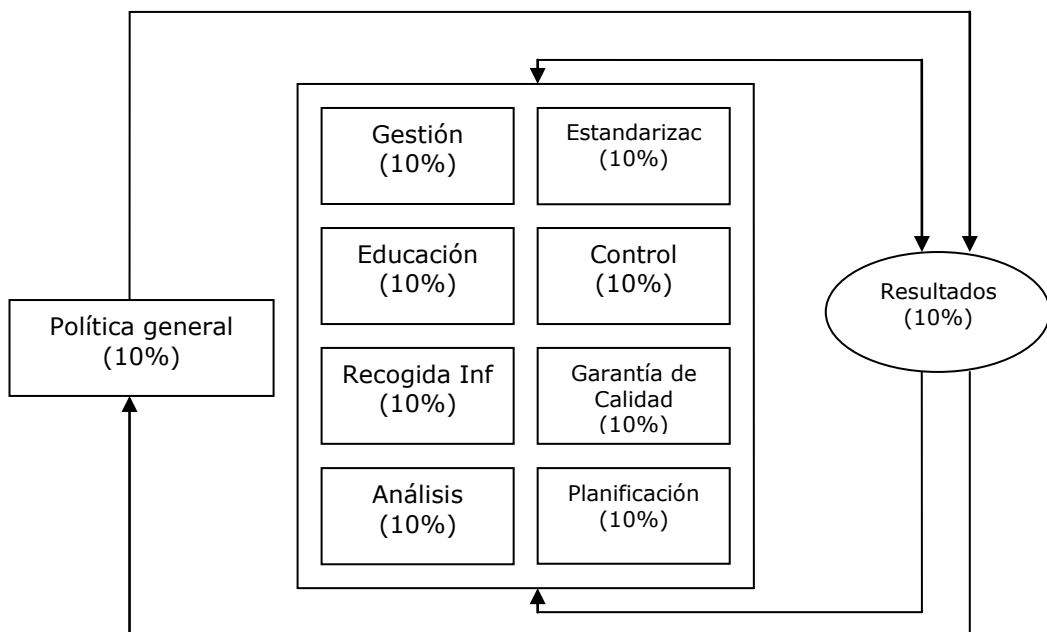 Gestión
(10%)
Estandarizac
(10%)
Educación
(10%)
Control
(10%)
Resultados
(10%)
Política general
(10%)
Recogida Inf
(10%)
Garantía de
Calidad
(10%)
Análisis
(10%)
Planificación
(10%)